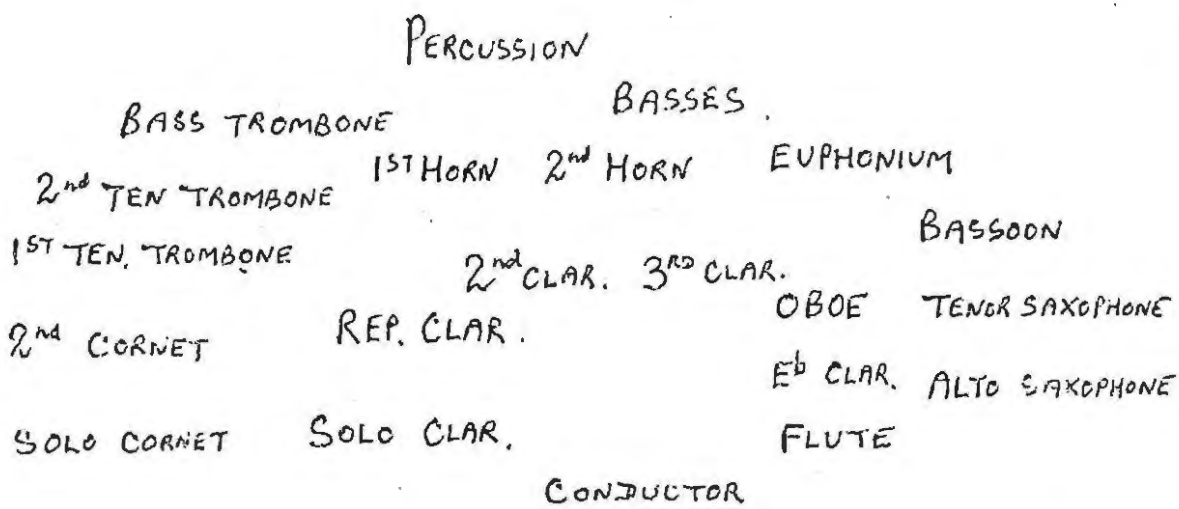 PERCUSSION
BASSES.
BASS TROMBONE
1ST HORN 2nd HORN EUPHONIUM
2nd TEN TROMBONE
BASSOON
1ST TEN. TROMBONE
2nd CLAR. 3RD CLAR.
OBOE TENOR SAXOPHONE
2nd CORNET REP. CLAR.
Eb CLAR. ALTO SAXOPHONE
SOLO CORNET SOLO CLAR. FLUTE
CONDUCTOR